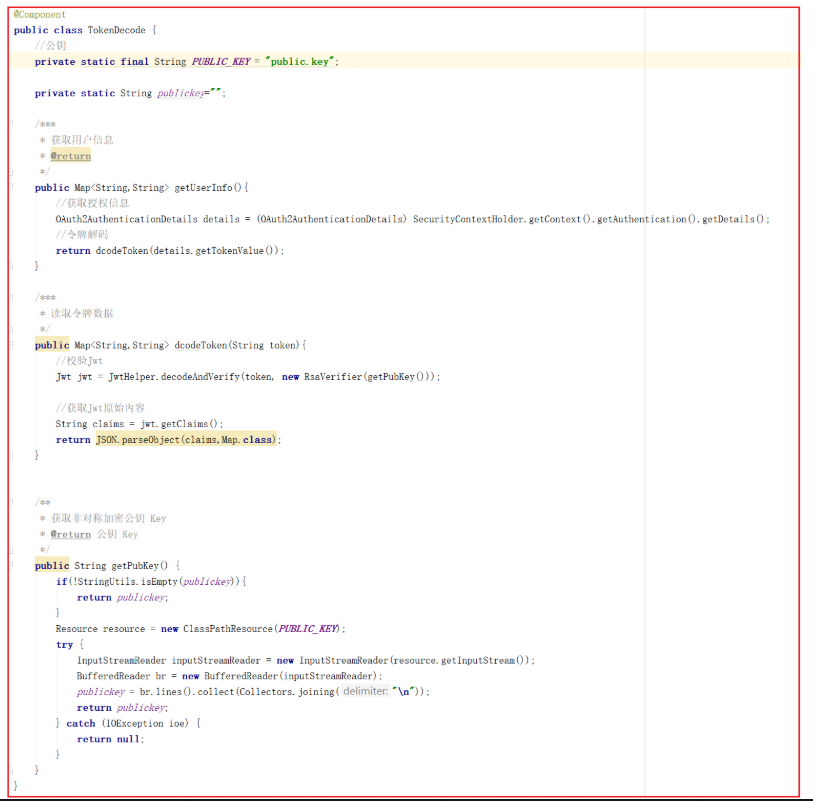 @Component
public class TokenDecode {
//公钥
private static final String PUBLIC_KEY = "public.key";
private static String publickey="";
/***
* 获取用户信息
* @return
*/
public Map<String,String> getUserInfo(){
//获取授权信息
OAuth2AuthenticationDetails details = (OAuth2AuthenticationDetails) SecurityContextHolder.getContext().getAuthentication().getDetails();
//令牌解码
return dcodeToken(details.getTokenValue());
}
/***
* 读取令牌数据
*/
public Map<String,String> dcodeToken(String token){
//校验Jwt
Jwt jwt = JwtHelper.decodeAndVerify(token, new RsaVerifier(getPubKey()));
//获取Jwt原始内容
String claims = jwt.getClaims();
return JSON.parseObject(claims,Map.class);
}
/**
* 获取非对称加密公钥 Key
* @return 公钥 Key
*/
public String getPubKey() {
if(!StringUtils.isEmpty(publickey)){
return publickey;
}
Resource resource = new ClassPathResource(PUBLIC_KEY);
try {
InputStreamReader inputStreamReader = new InputStreamReader(resource.getInputStream());
BufferedReader br = new BufferedReader(inputStreamReader);
publickey = br.lines().collect(Collectors.joining( delimiter: "\n"));
return publickey;
} catch (IOException ioe) {
return null;
}
}
}